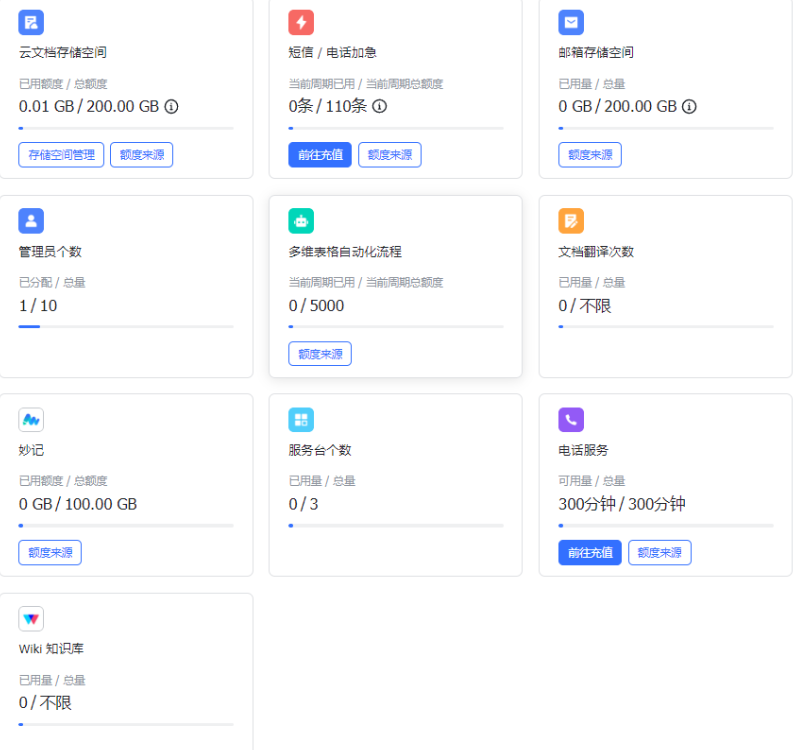 云文档存储空间
已用额度 / 总额度
0.01 GB / 200.00 GB
存储空间管理
额度来源
短信 / 电话加急
当前周期已用 / 当前周期总额度
0条 / 110条
前往充值
额度来源
邮箱存储空间
已用量 / 总量
0 GB / 200.00 GB
额度来源
管理员个数
已分配 / 总量
1 / 10
多维表格自动化流程
当前周期已用 / 当前周期总额度
0 / 5000
额度来源
文档翻译次数
已用量 / 总量
0 / 不限
妙记
已用额度 / 总额度
0 GB / 100.00 GB
额度来源
服务台个数
已用量 / 总量
0 / 3
电话服务
可用量 / 总量
300分钟 / 300分钟
前往充值
额度来源
Wiki 知识库
已用量 / 总量
0 / 不限